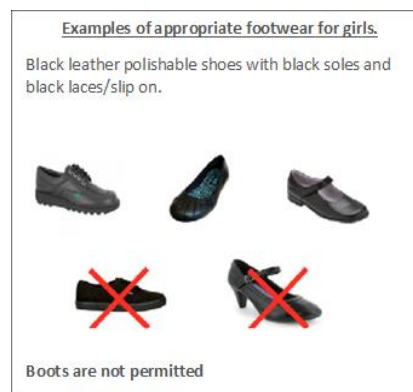 Examples of appropriate footwear for girls.
Black leather polishable shoes with black soles and
black laces/slip on.
Boots are not permitted